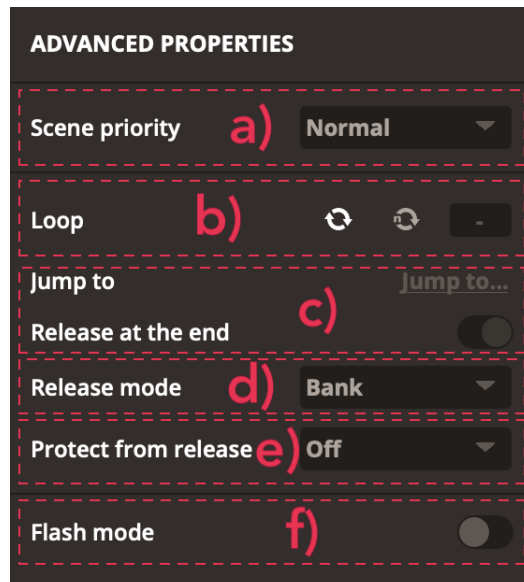 ADVANCED PROPERTIES
Scene priority a) Normal
Loop b) n -
Jump to Jump to...
c)
Release at the end
Release mode d) Bank
Protect from release e) Off
Flash mode f)